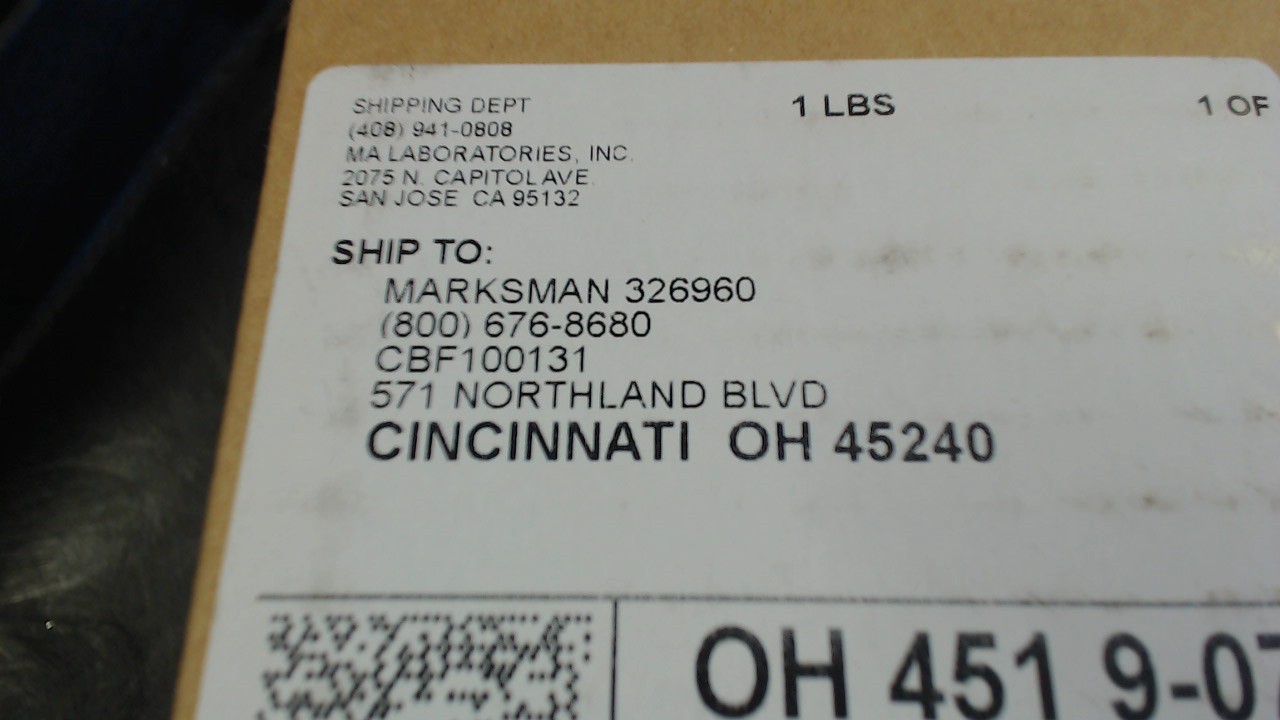 SHIPPING DEPT
1 LBS
1 OF
(408) 941-0808
MA LABORATORIES, INC.
2075 N. CAPITOL AVE.
SAN JOSE CA 95132
SHIP TO:
MARKSMAN 326960
(800) 676-8680
CBF100131
571 NORTHLAND BLVD
CINCINNATI OH 45240
OH 451 9-07